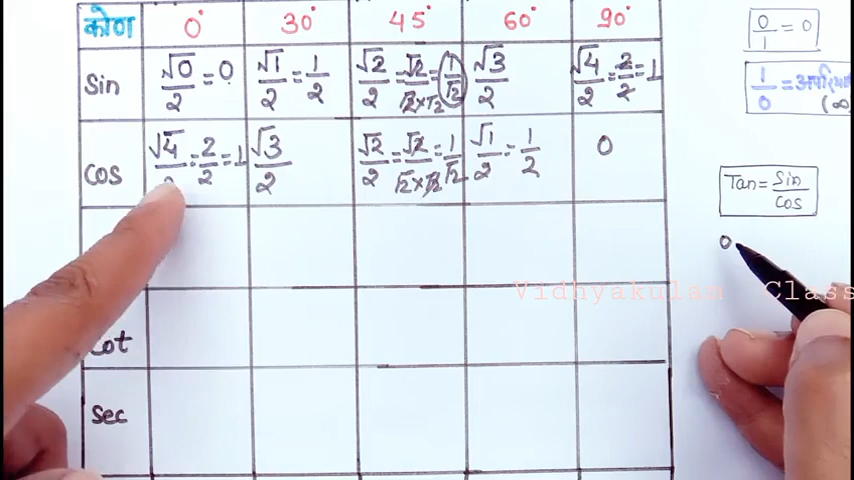 कोण 0° 30° 45° 60° 90°
Sin √0/2=0 √1/2=1/2 √2/2=√2/√2×√2=1/√2 √3/2 √4/2=2/2=1
cos √4/2=2/2=1 √3/2 √2/2=√2/√2×√2=1/√2 √1/2=1/2 0
cot
sec
0/1=0
1/0=
(∞
Tan=Sin/cos
0
Vidhyakulam Classe